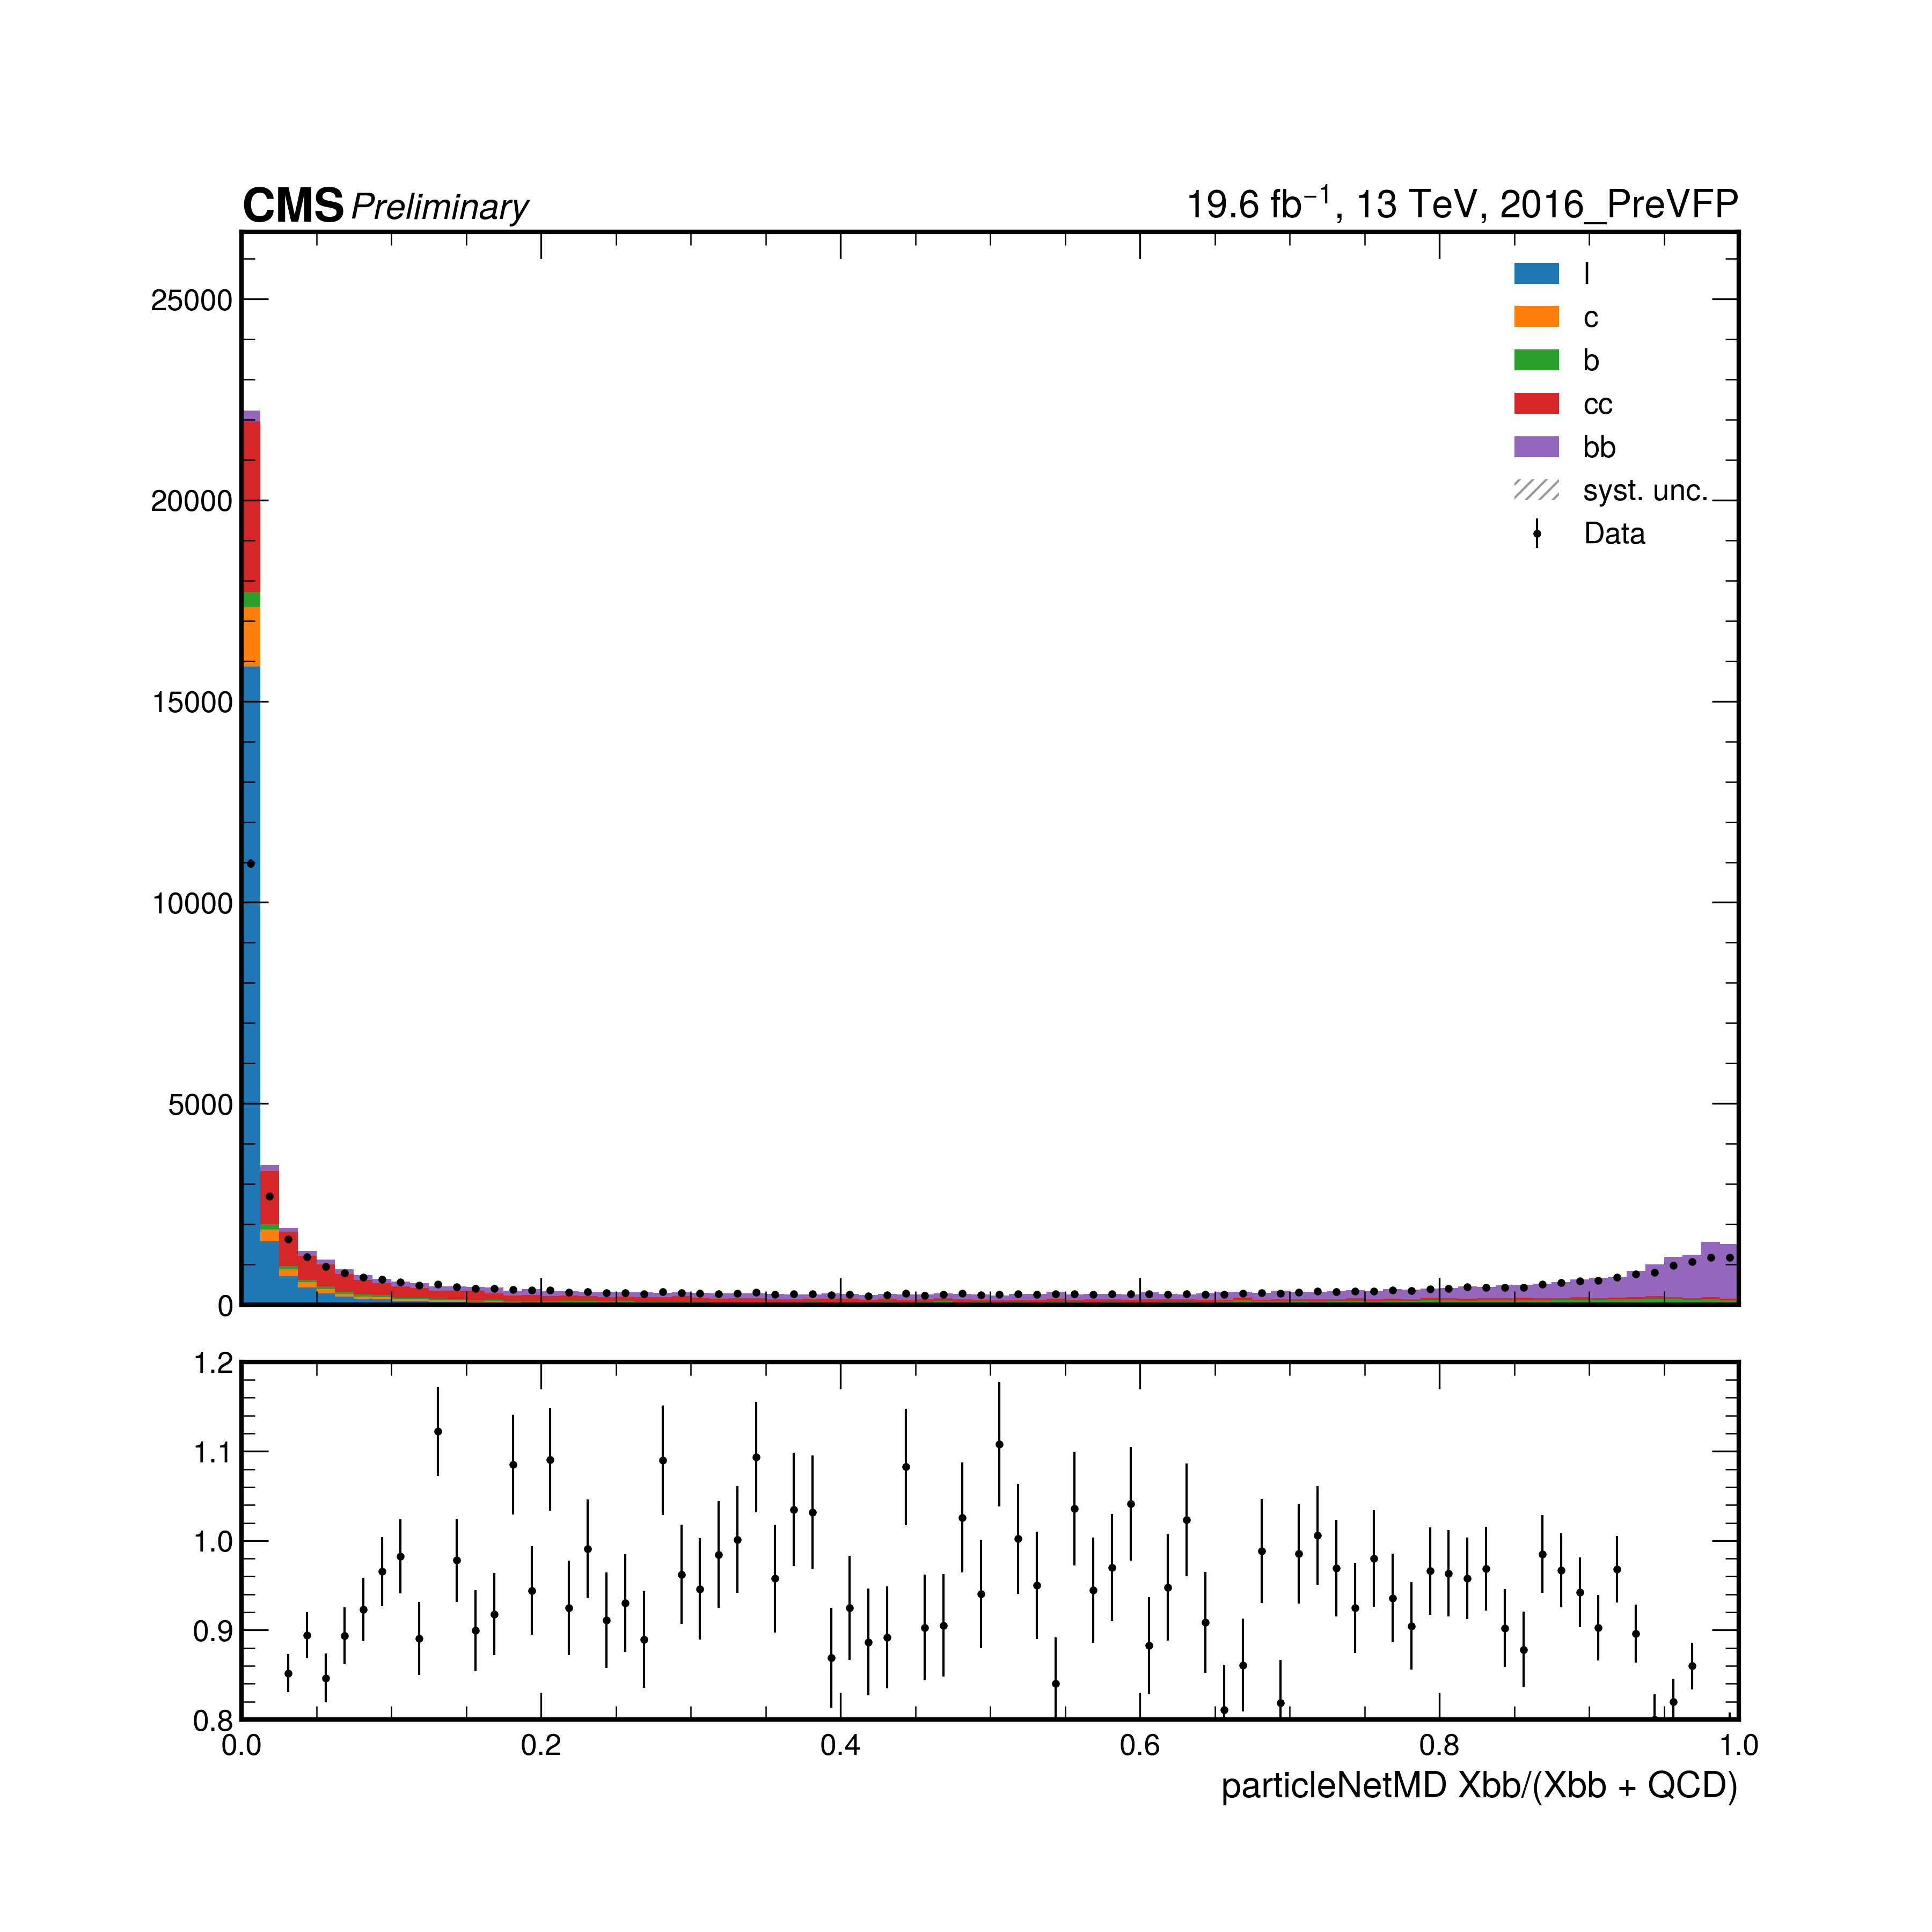 CMS Preliminary
19.6 fb⁻¹, 13 TeV, 2016_PreVFP
25000
20000
15000
10000
5000
0
l
c
b
cc
bb
syst. unc.
Data
1.2
1.1
1.0
0.9
0.8
0.0 0.2 0.4 0.6 0.8 1.0
particleNetMD Xbb/(Xbb + QCD)